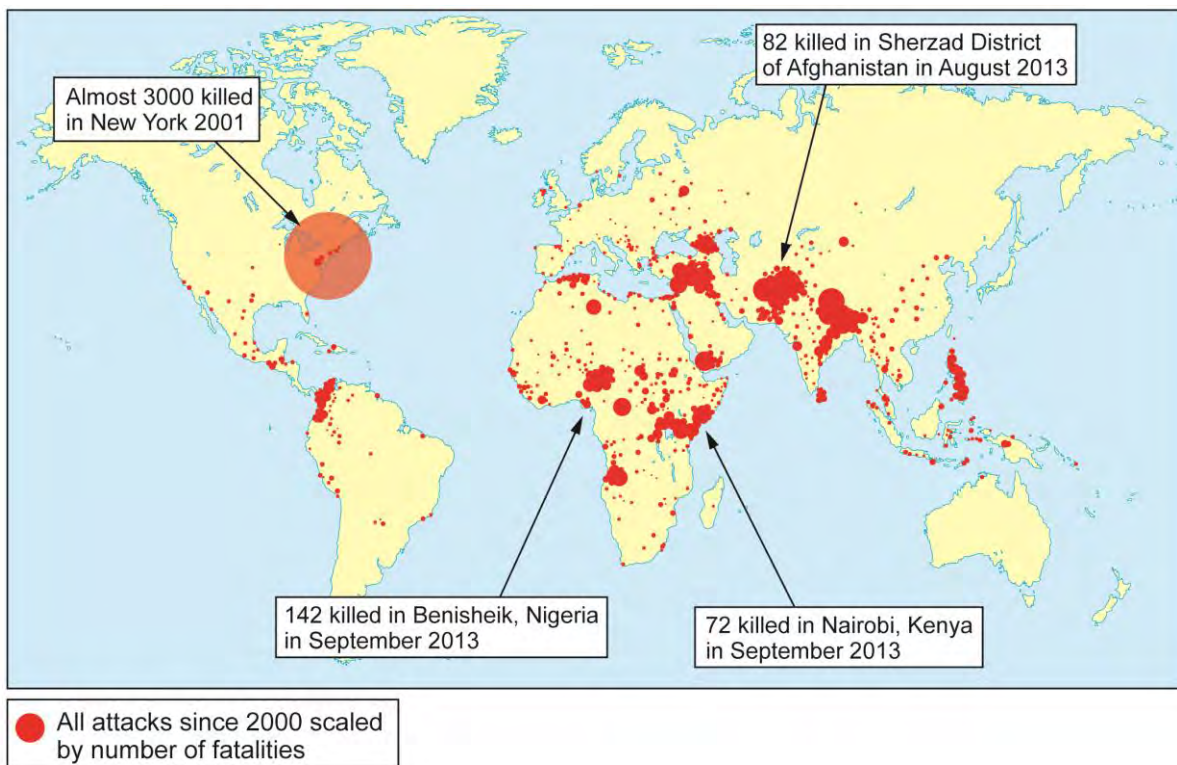 82 killed in Sherzad District
of Afghanistan in August 2013
Almost 3000 killed
in New York 2001
142 killed in Benisheik, Nigeria
in September 2013
72 killed in Nairobi, Kenya
in September 2013
All attacks since 2000 scaled
by number of fatalities